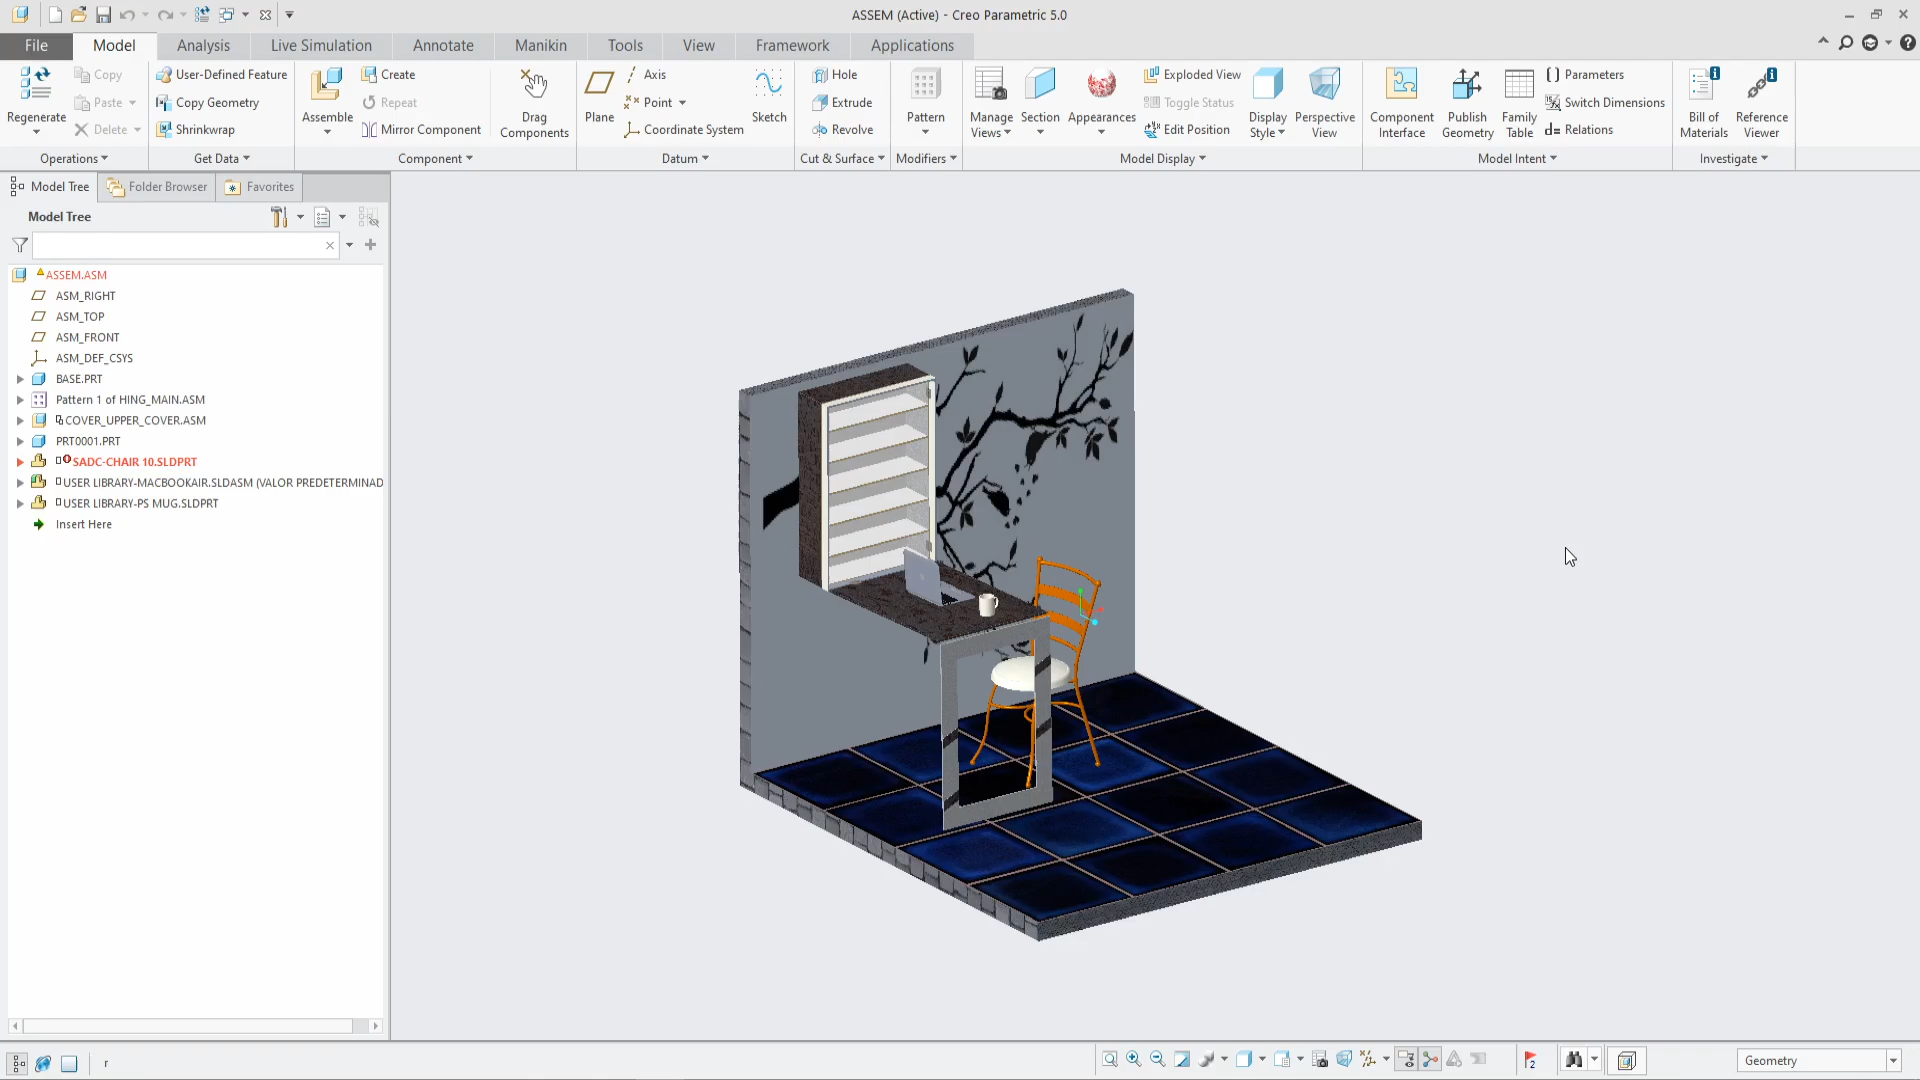 ASSEM (Active) - Creo Parametric 5.0
File Model Analysis Live Simulation Annotate Manikin Tools View Framework Applications
Regenerate
Copy
Paste
Delete
Operations
User-Defined Feature
Copy Geometry
Shrinkwrap
Get Data
Assemble
Create
Repeat
Mirror Component
Drag
Components
Component
Plane
Axis
Point
Coordinate System
Sketch
Datum
Hole
Extrude
Revolve
Cut & Surface
Pattern
Modifiers
Manage
Views
Section
Appearances
Exploded View
Toggle Status
Edit Position
Display
Style
Perspective
View
Model Display
Component
Interface
Publish
Geometry
Family
Table
Parameters
Switch Dimensions
d= Relations
Model Intent
Bill of
Materials
Reference
Viewer
Investigate
Model Tree Folder Browser Favorites
Model Tree
ASSEM.ASM
ASM_RIGHT
ASM_TOP
ASM_FRONT
ASM_DEF_CSYS
BASE.PRT
Pattern 1 of HING_MAIN.ASM
COVER_UPPER_COVER.ASM
PRT0001.PRT
SADC-CHAIR 10.SLDPRT
USER LIBRARY-MACBOOKAIR.SLDASM (VALOR PREDETERMINAD
USER LIBRARY-PS MUG.SLDPRT
Insert Here
r
2
Geometry